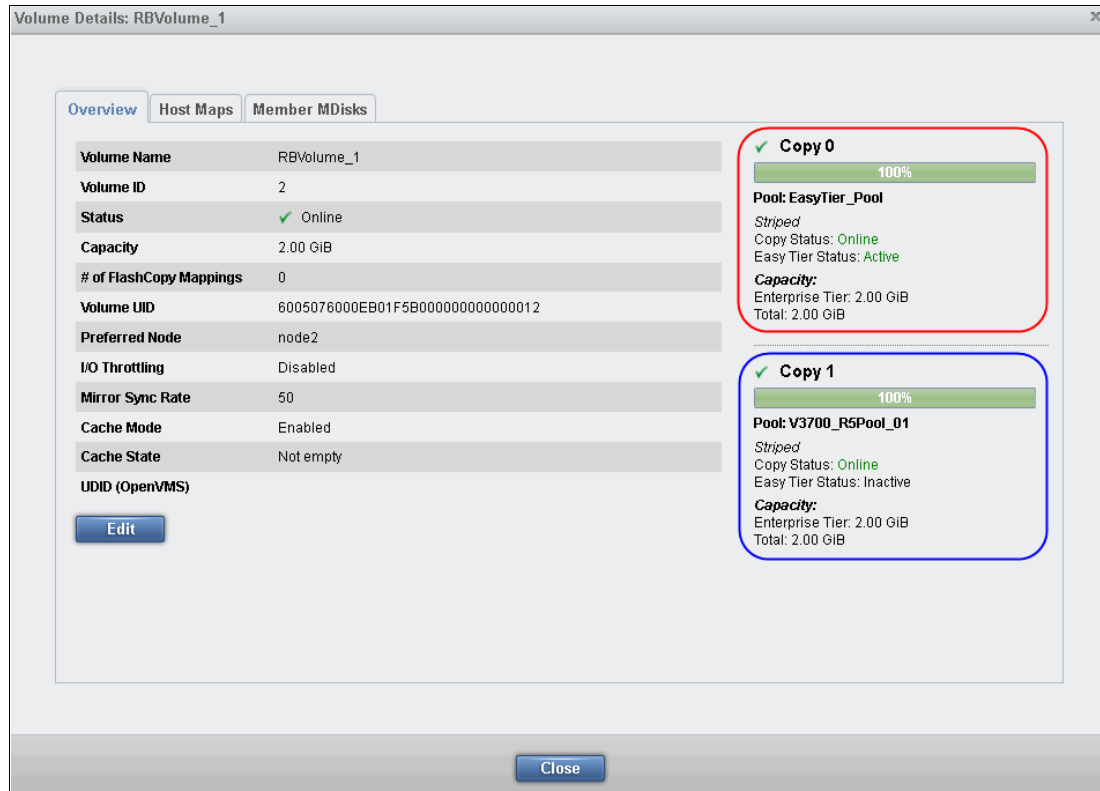 Volume Details: RBVolume_1
x
Overview Host Maps Member MDisks
Volume Name RBVolume_1
Volume ID 2
Status Online
Capacity 2.00 GiB
# of FlashCopy Mappings 0
Volume UID 6005076000EB01F5B000000000000012
Preferred Node node2
I/O Throttling Disabled
Mirror Sync Rate 50
Cache Mode Enabled
Cache State Not empty
UDID (OpenVMS)
Edit
Copy 0
100%
Pool: EasyTier_Pool
Striped
Copy Status: Online
Easy Tier Status: Active
Capacity:
Enterprise Tier: 2.00 GiB
Total: 2.00 GiB
Copy 1
100%
Pool: V3700_R5Pool_01
Striped
Copy Status: Online
Easy Tier Status: Inactive
Capacity:
Enterprise Tier: 2.00 GiB
Total: 2.00 GiB
Close